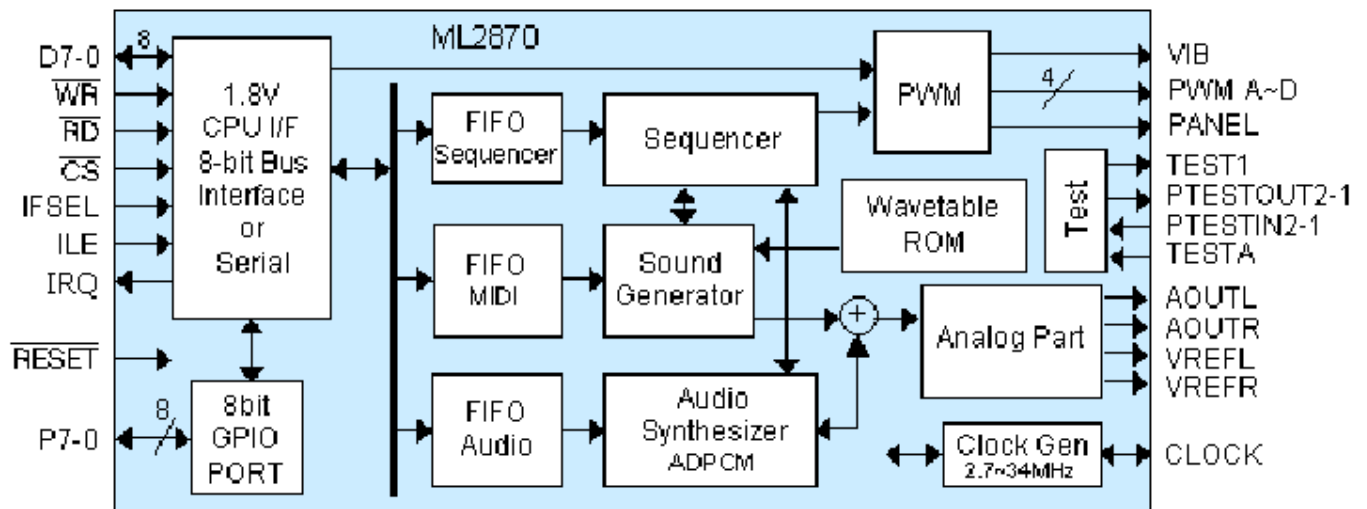 ML2870
D7-0
8
WR
RD
CS
IFSEL
ILE
IRQ
RESET
8
P7-0
1.8V
CPU I/F
8-bit Bus
Interface
or
Serial
8bit
GPIO
PORT
FIFO
Sequencer
FIFO
MIDI
FIFO
Audio
Sequencer
Sound
Generator
Audio
Synthesizer
ADPCM
PWM
Wavetable
ROM
+
Analog Part
Test
Clock Gen
2.7~34MHz
VIB
4
PWM A~D
PANEL
TEST1
PTESTOUT2-1
PTESTIN2-1
TESTA
AOUTL
AOUTR
VREFL
VREFR
CLOCK